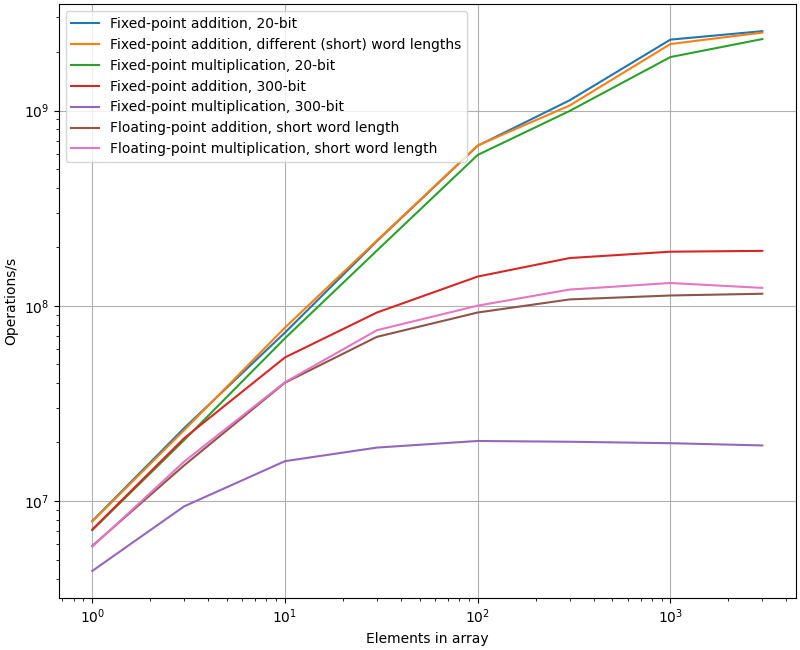 Fixed-point addition, 20-bit
Fixed-point addition, different (short) word lengths
Fixed-point multiplication, 20-bit
Fixed-point addition, 300-bit
Fixed-point multiplication, 300-bit
Floating-point addition, short word length
Floating-point multiplication, short word length
10⁹
10⁸
10⁷
Operations/s
10⁰ 10¹ 10² 10³
Elements in array